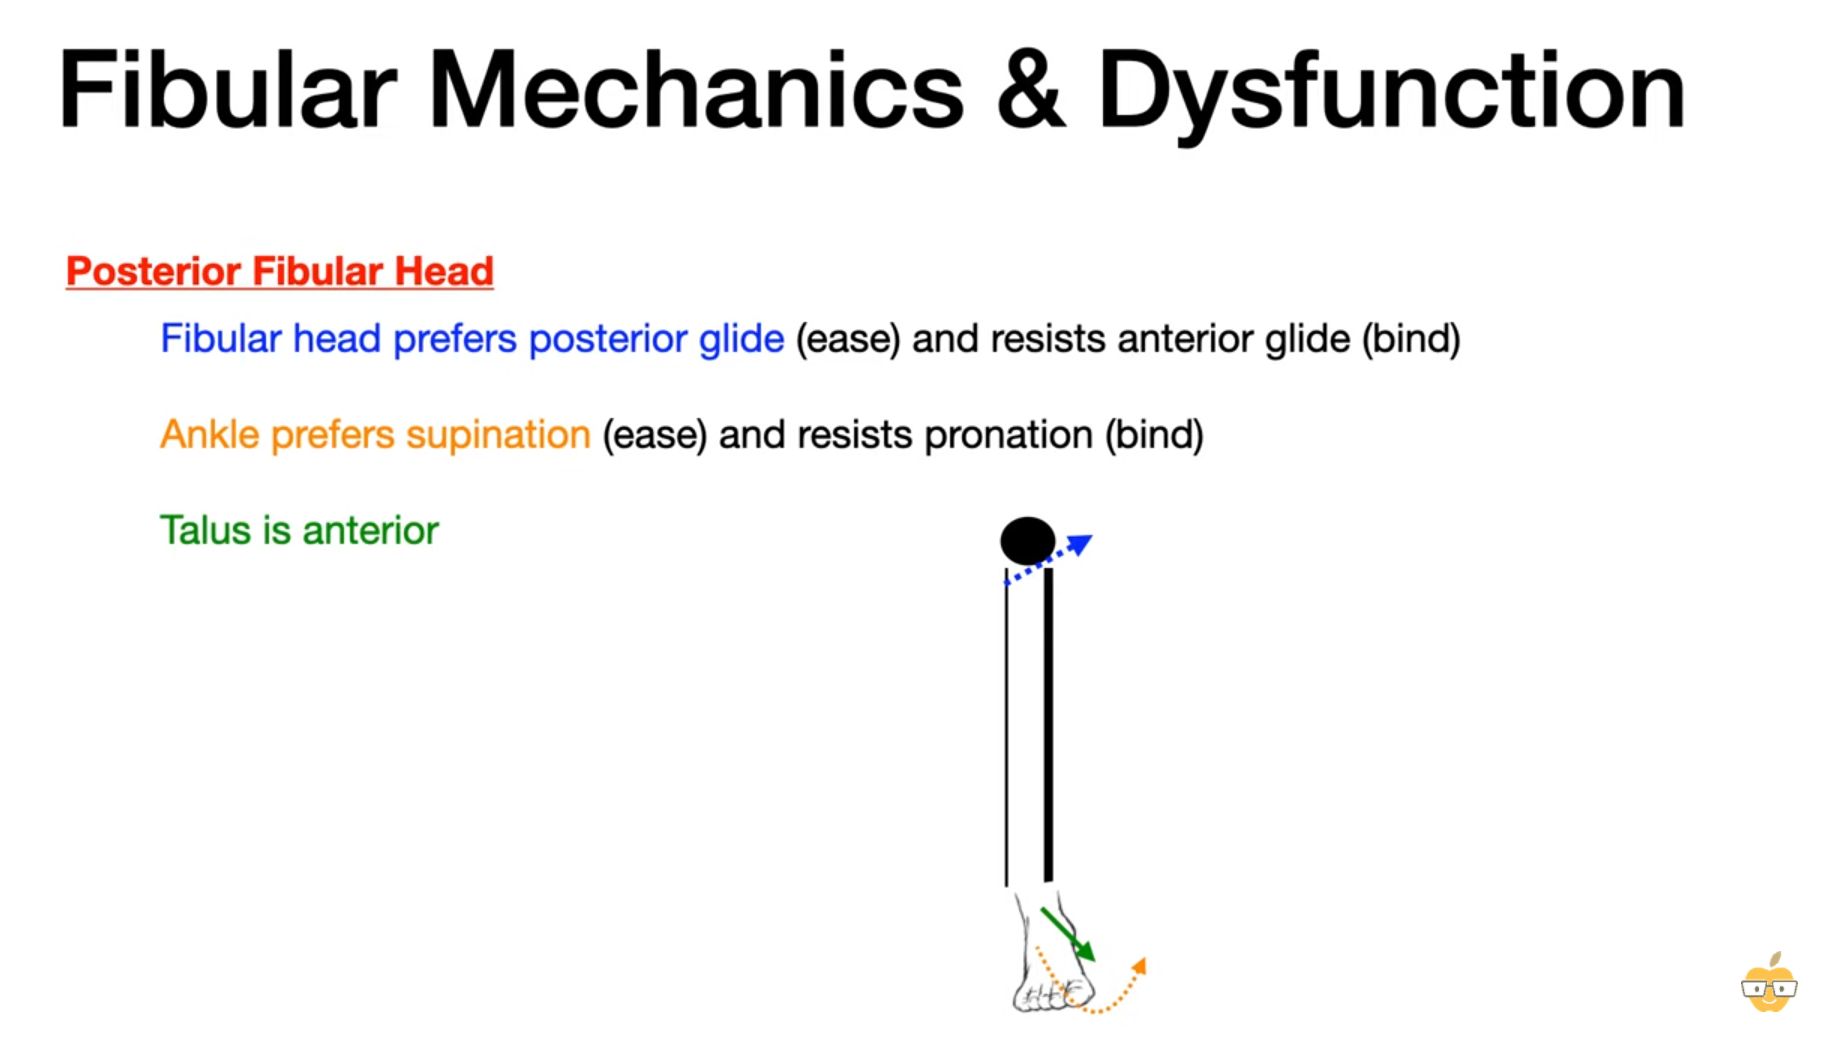 Fibular Mechanics & Dysfunction
Posterior Fibular Head
Fibular head prefers posterior glide (ease) and resists anterior glide (bind)
Ankle prefers supination (ease) and resists pronation (bind)
Talus is anterior